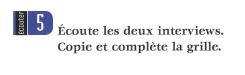 écouter 5 Écoute les deux interviews.
Copie et complète la grille.